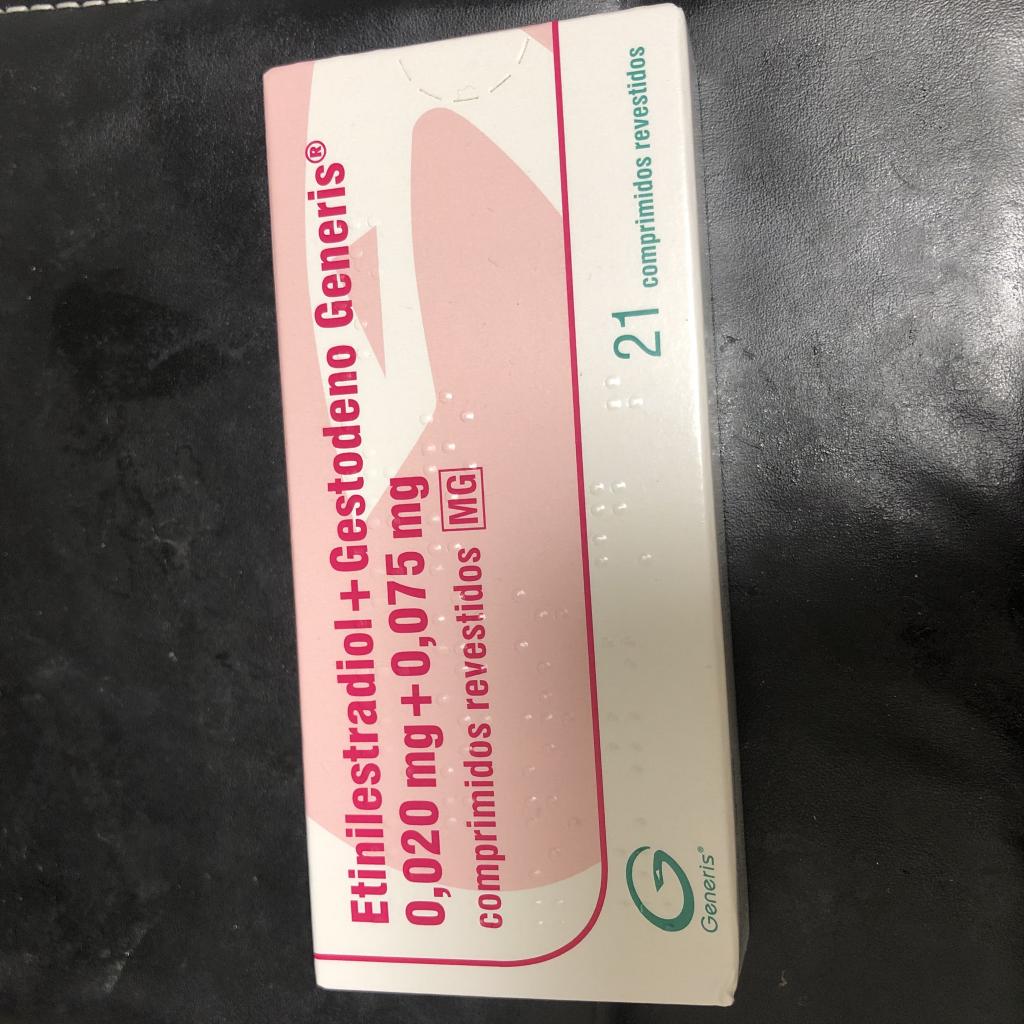 Etinilestradiol + Gestodeno Generis®
0,020 mg + 0,075 mg
comprimidos revestidos MG
21 comprimidos revestidos
Generis®